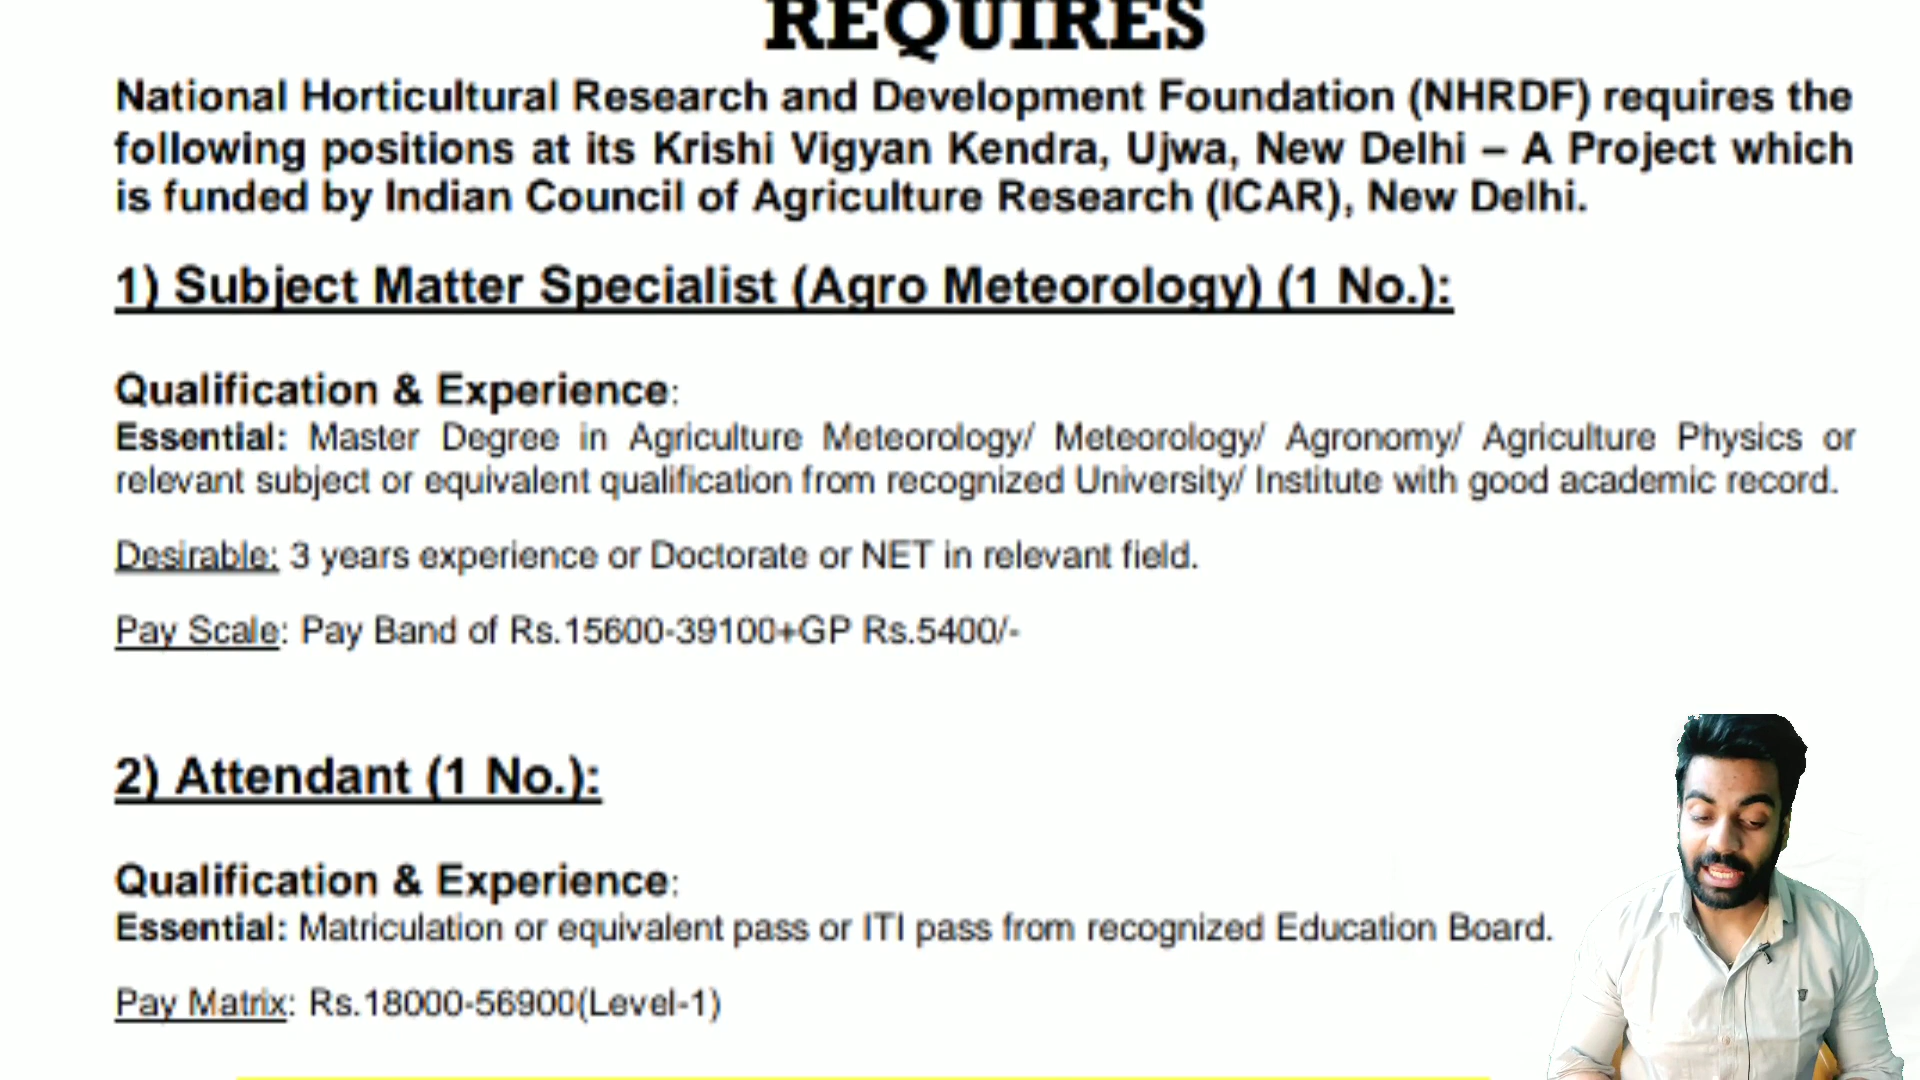 REQUIRES
National Horticultural Research and Development Foundation (NHRDF) requires the
following positions at its Krishi Vigyan Kendra, Ujwa, New Delhi – A Project which
is funded by Indian Council of Agriculture Research (ICAR), New Delhi.
1) Subject Matter Specialist (Agro Meteorology) (1 No.):
Qualification & Experience:
Essential: Master Degree in Agriculture Meteorology/ Meteorology/ Agronomy/ Agriculture Physics or
relevant subject or equivalent qualification from recognized University/ Institute with good academic record.
Desirable: 3 years experience or Doctorate or NET in relevant field.
Pay Scale: Pay Band of Rs.15600-39100+GP Rs.5400/-
2) Attendant (1 No.):
Qualification & Experience:
Essential: Matriculation or equivalent pass or ITI pass from recognized Education Board.
Pay Matrix: Rs.18000-56900(Level-1)